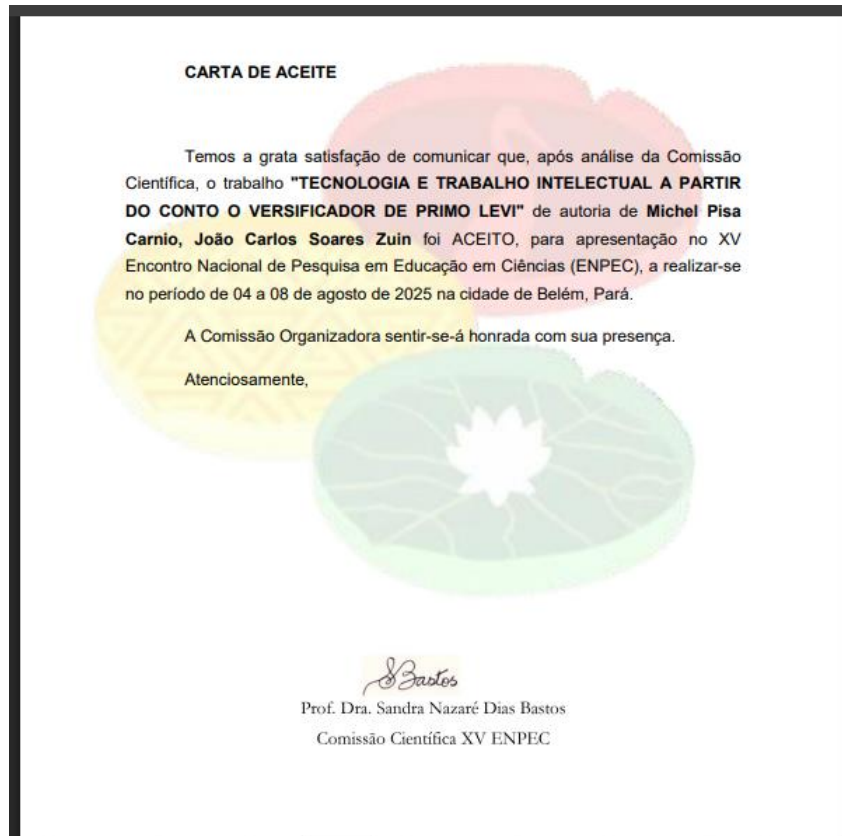 CARTA DE ACEITE
Temos a grata satisfação de comunicar que, após análise da Comissão
Científica, o trabalho "TECNOLOGIA E TRABALHO INTELECTUAL A PARTIR
DO CONTO O VERSIFICADOR DE PRIMO LEVI" de autoria de Michel Pisa
Carnio, João Carlos Soares Zuin foi ACEITO, para apresentação no XV
Encontro Nacional de Pesquisa em Educação em Ciências (ENPEC), a realizar-se
no período de 04 a 08 de agosto de 2025 na cidade de Belém, Pará.
A Comissão Organizadora sentir-se-á honrada com sua presença.
Atenciosamente,
SBastos
Prof. Dra. Sandra Nazaré Dias Bastos
Comissão Científica XV ENPEC